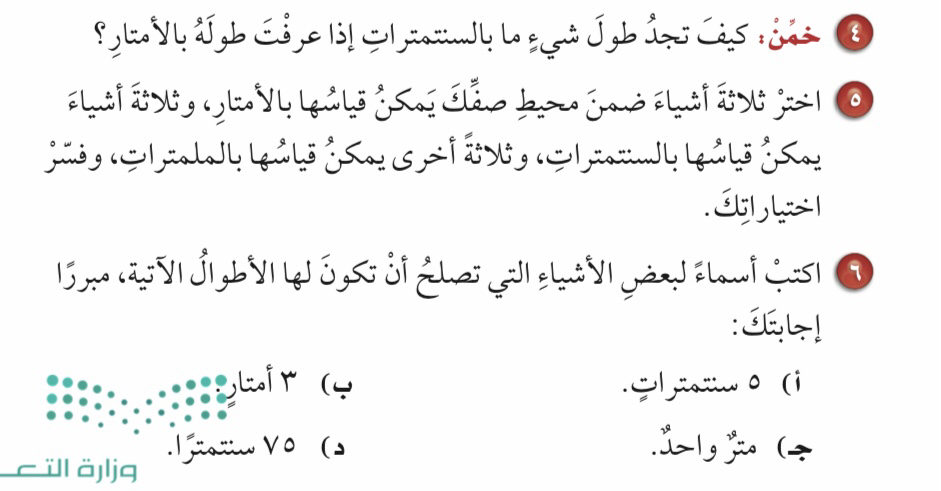 ٤ خمِّنْ: كيفَ تجدُ طولَ شيءٍ ما بالسنتمتراتِ إذا عرفْتَ طولَهُ بالأمتارِ؟
٥ اخترْ ثلاثةَ أشياءَ ضمنَ محيطِ صفِّكَ يَمكنُ قياسُها بالأمتارِ، وثلاثةَ أشياءَ
يمكنُ قياسُها بالسنتمتراتِ، وثلاثةً أخرى يمكنُ قياسُها بالملمتراتِ، وفسّرْ
اختياراتِكَ.
٦ اكتبْ أسماءً لبعضِ الأشياءِ التي تصلحُ أنْ تكونَ لها الأطوالُ الآتية، مبررًا
إجابتَكَ:
أ) ٥ سنتمتراتٍ. ب) ٣ أمتارٍ.
جـ) مترٌ واحدٌ. د) ٧٥ سنتمترًا.
وزارة التعـ